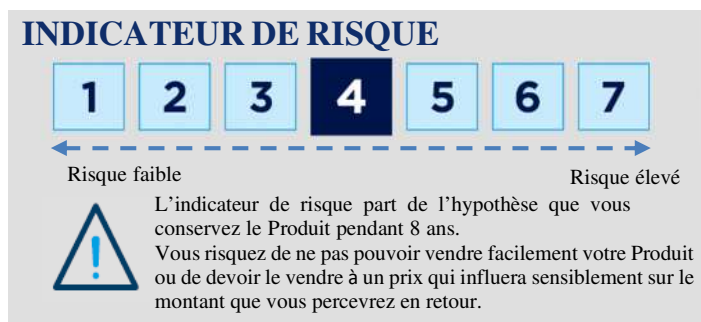 INDICATEUR DE RISQUE
1 2 3 4 5 6 7
Risque faible Risque élevé
L’indicateur de risque part de l’hypothèse que vous
conservez le Produit pendant 8 ans.
Vous risquez de ne pas pouvoir vendre facilement votre Produit
ou de devoir le vendre à un prix qui influera sensiblement sur le
montant que vous percevrez en retour.